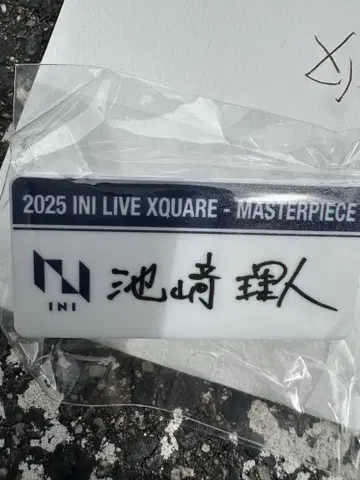 2025 INI LIVE XQUARE - MASTERPIECE
池﨑 理人
INI